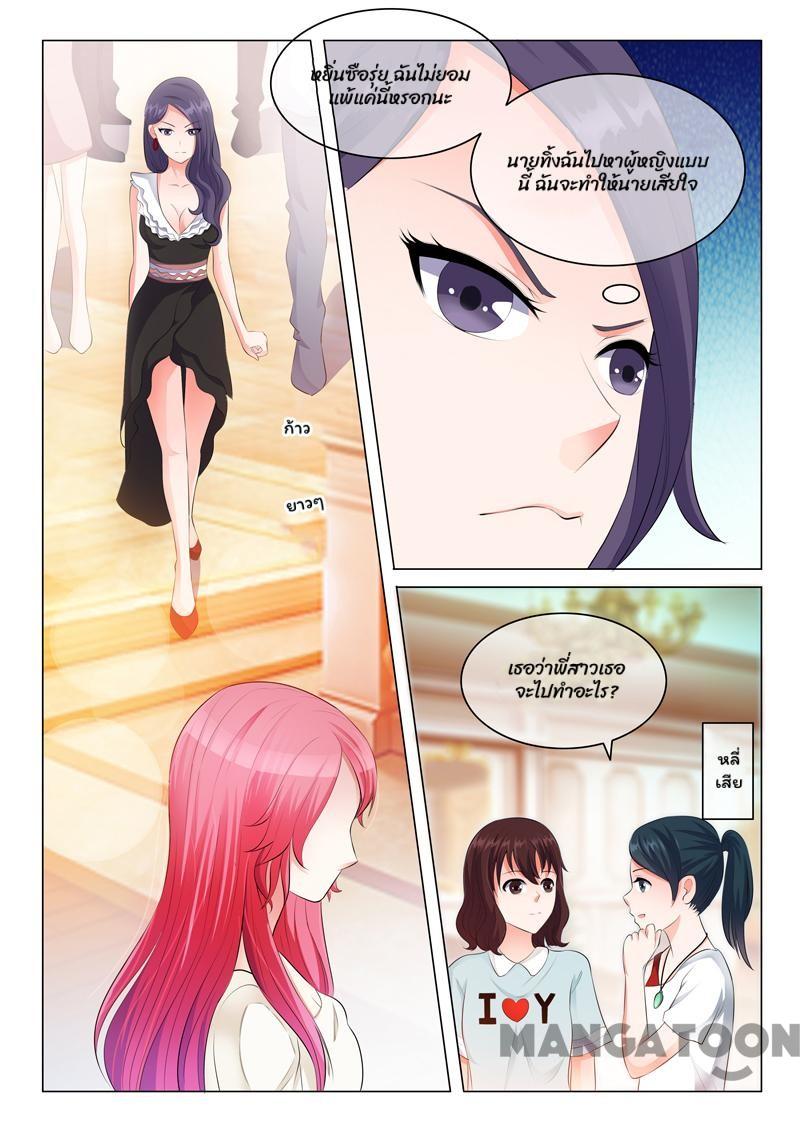 หยิ่นซือรุ่ย ฉันไม่ยอม
แพ้แค่นี้หรอกนะ
นายทิ้งฉันไปหาผู้หญิงแบบ
นี้ ฉันจะทำให้นายเสียใจ
ก้าว
ยาวๆ
เธอว่าพี่สาวเธอ
จะไปทำอะไร?
หลี่
เสีย
I ❤ Y
MANGATOON